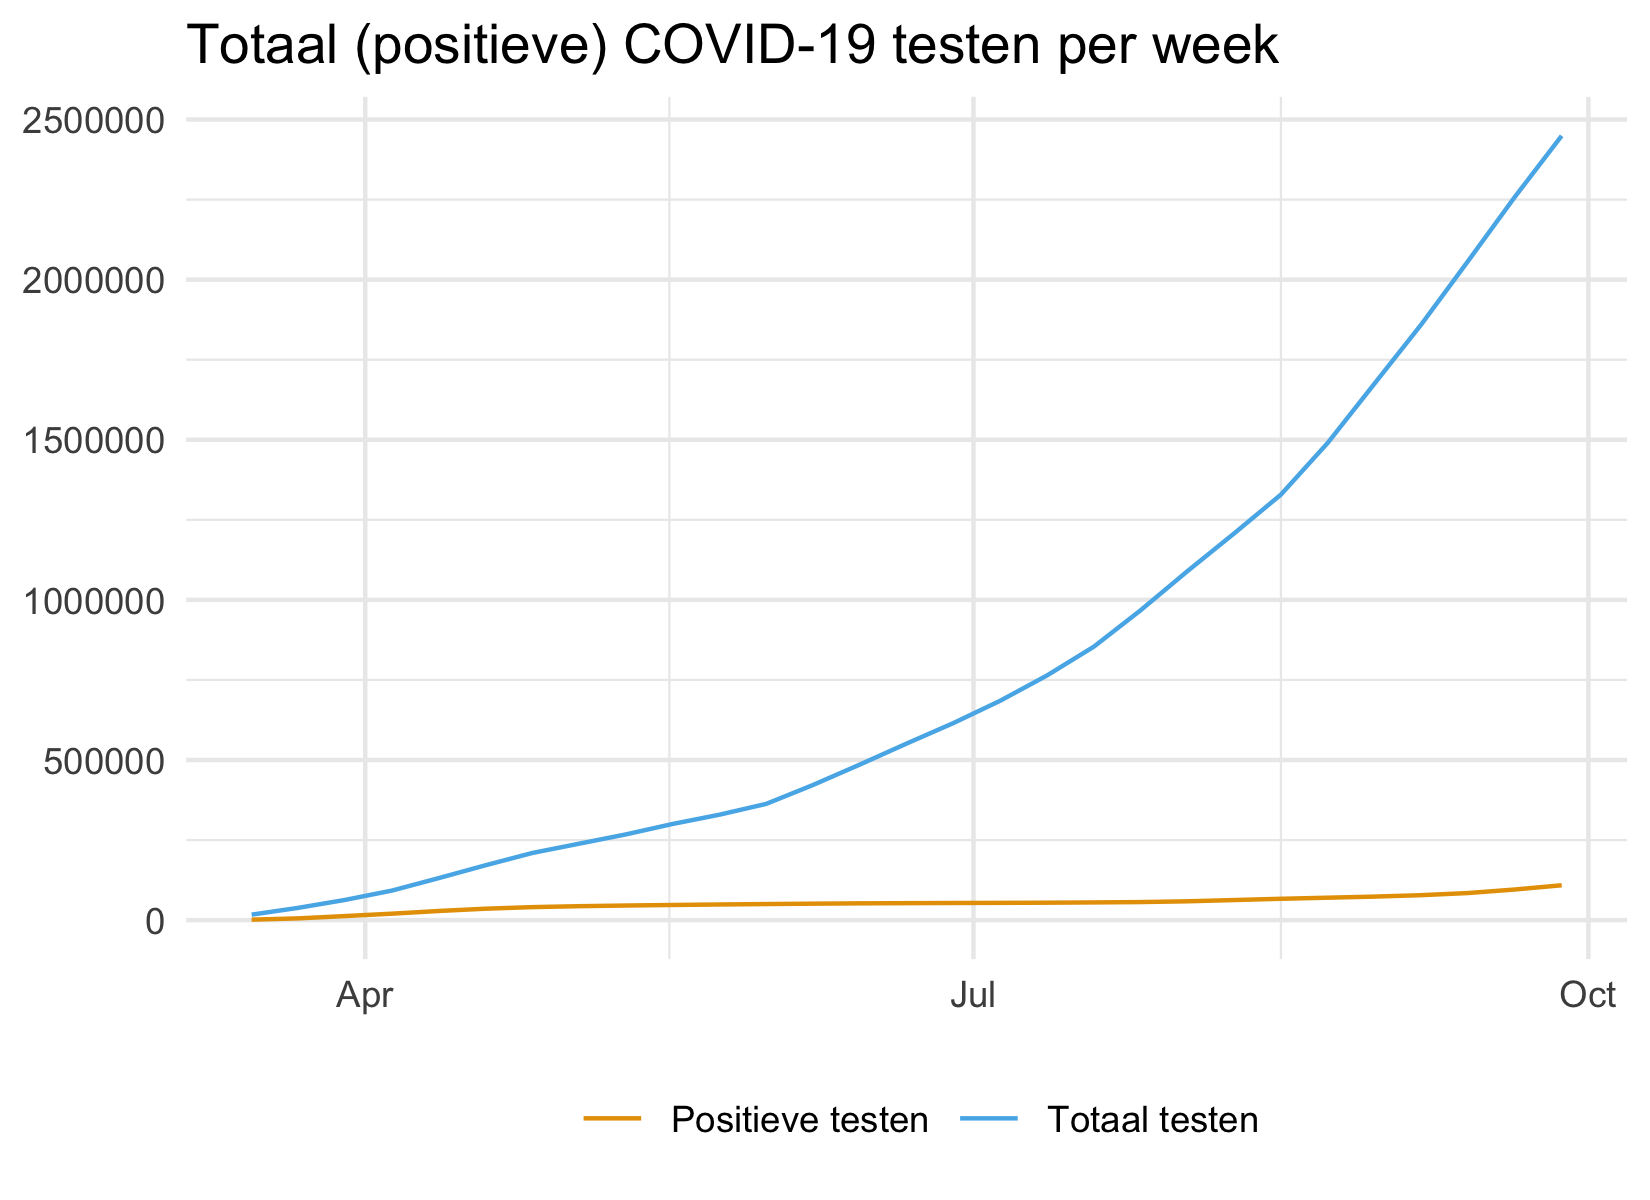 Totaal (positieve) COVID-19 testen per week
2500000
2000000
1500000
1000000
500000
0
Apr Jul Oct
Positieve testen Totaal testen